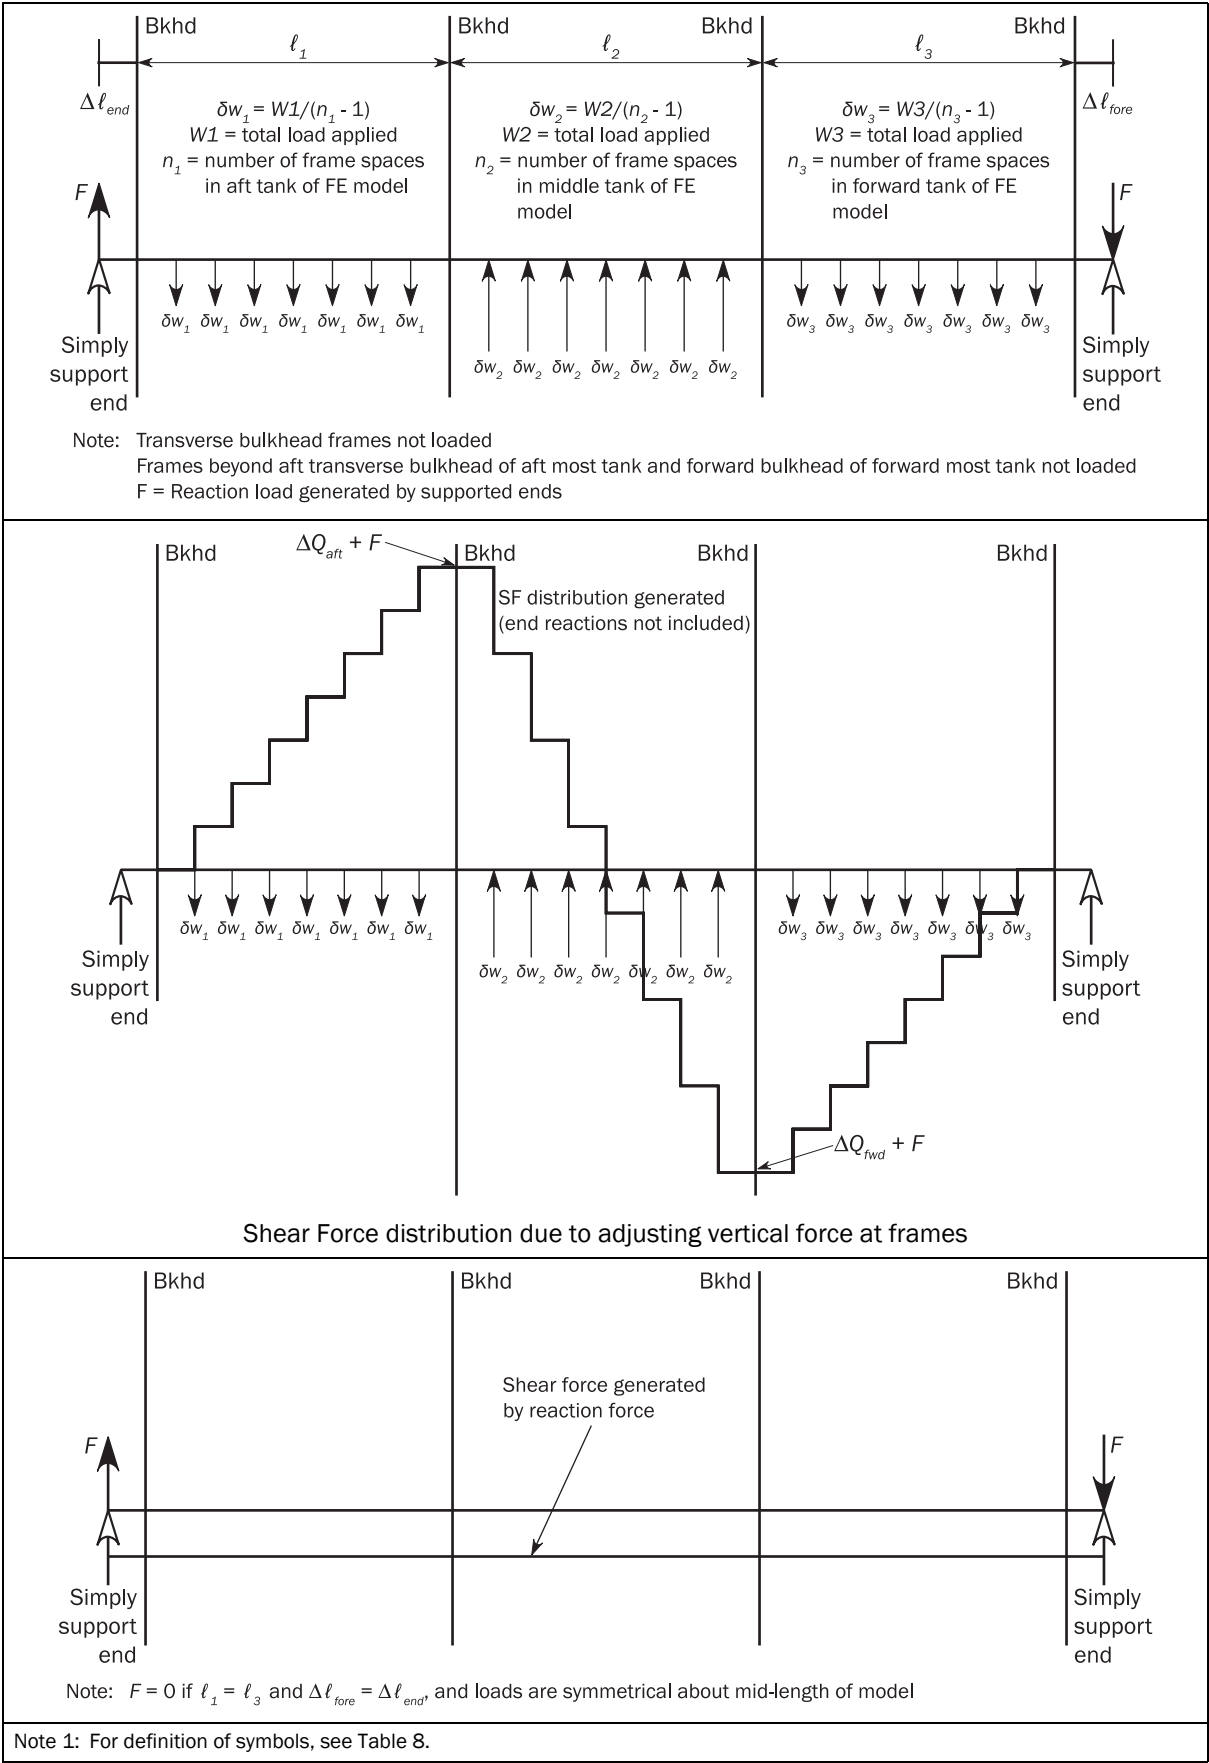 Bkhd Bkhd Bkhd Bkhd
ℓ1 ℓ2 ℓ3
Δℓend Δℓfore
δw1 = W1/(n1 - 1)
W1 = total load applied
n1 = number of frame spaces
in aft tank of FE model
δw2 = W2/(n2 - 1)
W2 = total load applied
n2 = number of frame spaces
in middle tank of FE
model
δw3 = W3/(n3 - 1)
W3 = total load applied
n3 = number of frame spaces
in forward tank of FE
model
F F
δw1 δw1 δw1 δw1 δw1 δw1 δw1
δw2 δw2 δw2 δw2 δw2 δw2 δw2
δw3 δw3 δw3 δw3 δw3 δw3 δw3
Simply
support
end
Simply
support
end
Note: Transverse bulkhead frames not loaded
Frames beyond aft transverse bulkhead of aft most tank and forward bulkhead of forward most tank not loaded
F = Reaction load generated by supported ends
Bkhd ΔQaft + F Bkhd Bkhd Bkhd
SF distribution generated
(end reactions not included)
δw1 δw1 δw1 δw1 δw1 δw1 δw1
δw2 δw2 δw2 δw2 δw2 δw2 δw2
δw3 δw3 δw3 δw3 δw3 δw3 δw3
Simply
support
end
Simply
support
end
ΔQfwd + F
Shear Force distribution due to adjusting vertical force at frames
Bkhd Bkhd Bkhd Bkhd
Shear force generated
by reaction force
F F
Simply
support
end
Simply
support
end
Note: F = 0 if ℓ1 = ℓ3 and Δℓfore = Δℓend, and loads are symmetrical about mid-length of model
Note 1: For definition of symbols, see Table 8.